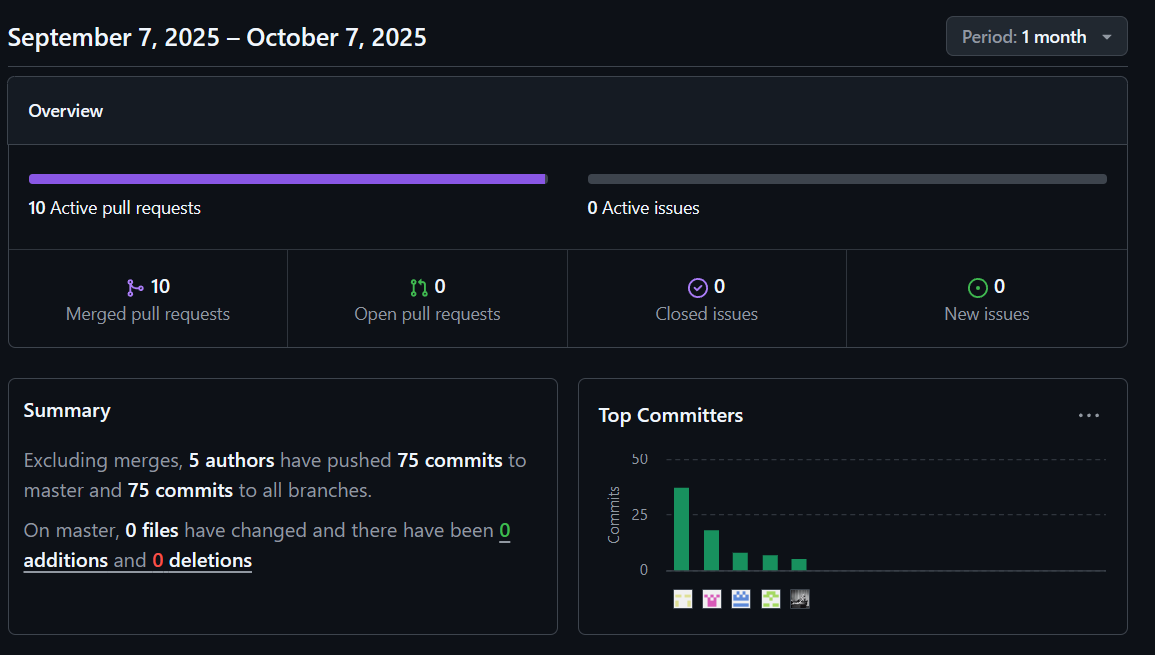 September 7, 2025 – October 7, 2025
Period: 1 month
Overview
10 Active pull requests
0 Active issues
10
Merged pull requests
0
Open pull requests
0
Closed issues
0
New issues
Summary
Excluding merges, 5 authors have pushed 75 commits to
master and 75 commits to all branches.
On master, 0 files have changed and there have been 0
additions and 0 deletions
Top Committers
50
25
0
Commits